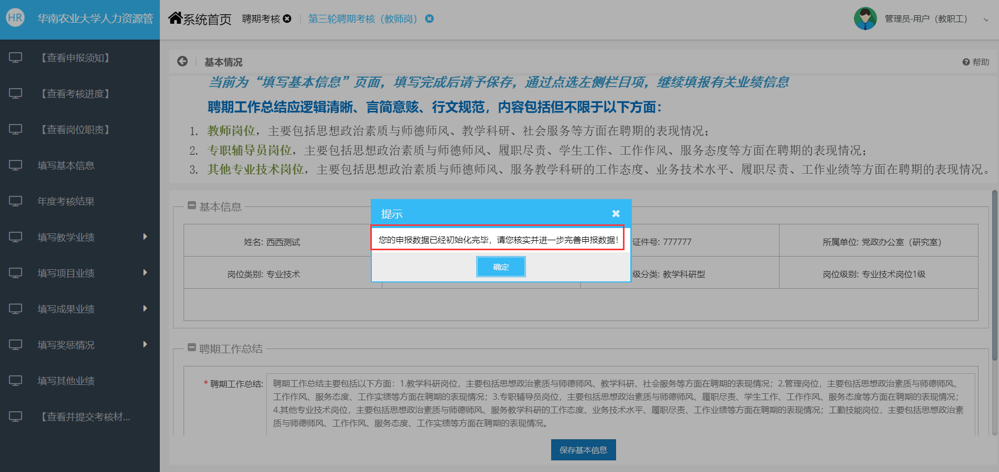 HR 华南农业大学人力资源管
系统首页 聘期考核 第三轮聘期考核（教师岗） 管理员-用户（教职工）
【查看申报须知】
【查看考核进度】
【查看岗位职责】
填写基本信息
年度考核结果
填写教学业绩
填写项目业绩
填写成果业绩
填写奖惩情况
填写其他业绩
【查看并提交考核材...
基本情况 帮助
当前为“填写基本信息”页面，填写完成后请予保存，通过点选左侧栏目项，继续填报有关业绩信息
聘期工作总结应逻辑清晰、言简意赅、行文规范，内容包括但不限于以下方面：
1. 教师岗位，主要包括思想政治素质与师德师风、教学科研、社会服务等方面在聘期的表现情况；
2. 专职辅导员岗位，主要包括思想政治素质与师德师风、履职尽责、学生工作、工作作风、服务态度等方面在聘期的表现情况；
3. 其他专业技术岗位，主要包括思想政治素质与师德师风、服务教学科研的工作态度、业务技术水平、履职尽责、工作业绩等方面在聘期的表现情况。
基本信息
姓名: 西西测试 证件号: 777777 所属单位: 党政办公室（研究室）
岗位类别: 专业技术 级分类: 教学科研型 岗位级别: 专业技术岗位1级
提示
您的申报数据已经初始化完毕，请您核实并进一步完善申报数据！
确定
聘期工作总结
* 聘期工作总结: 聘期工作总结主要包括以下方面：1.教学科研岗位，主要包括思想政治素质与师德师风、教学科研、社会服务等方面在聘期的表现情况；2.管理岗位，主要包括思想政治素质与师德师风、
工作作风、服务态度、工作实绩等方面在聘期的表现情况；3.专职辅导员岗位，主要包括思想政治素质与师德师风、履职尽责、学生工作、工作作风、服务态度等方面在聘期的表现情况；
4.其他专业技术岗位，主要包括思想政治素质与师德师风、服务教学科研的工作态度、业务技术水平、履职尽责、工作业绩等方面在聘期的表现情况；工勤技能岗位，主要包括思想政治素
质与师德师风、工作作风、服务态度、工作实绩等方面在聘期的表现情况。
保存基本信息